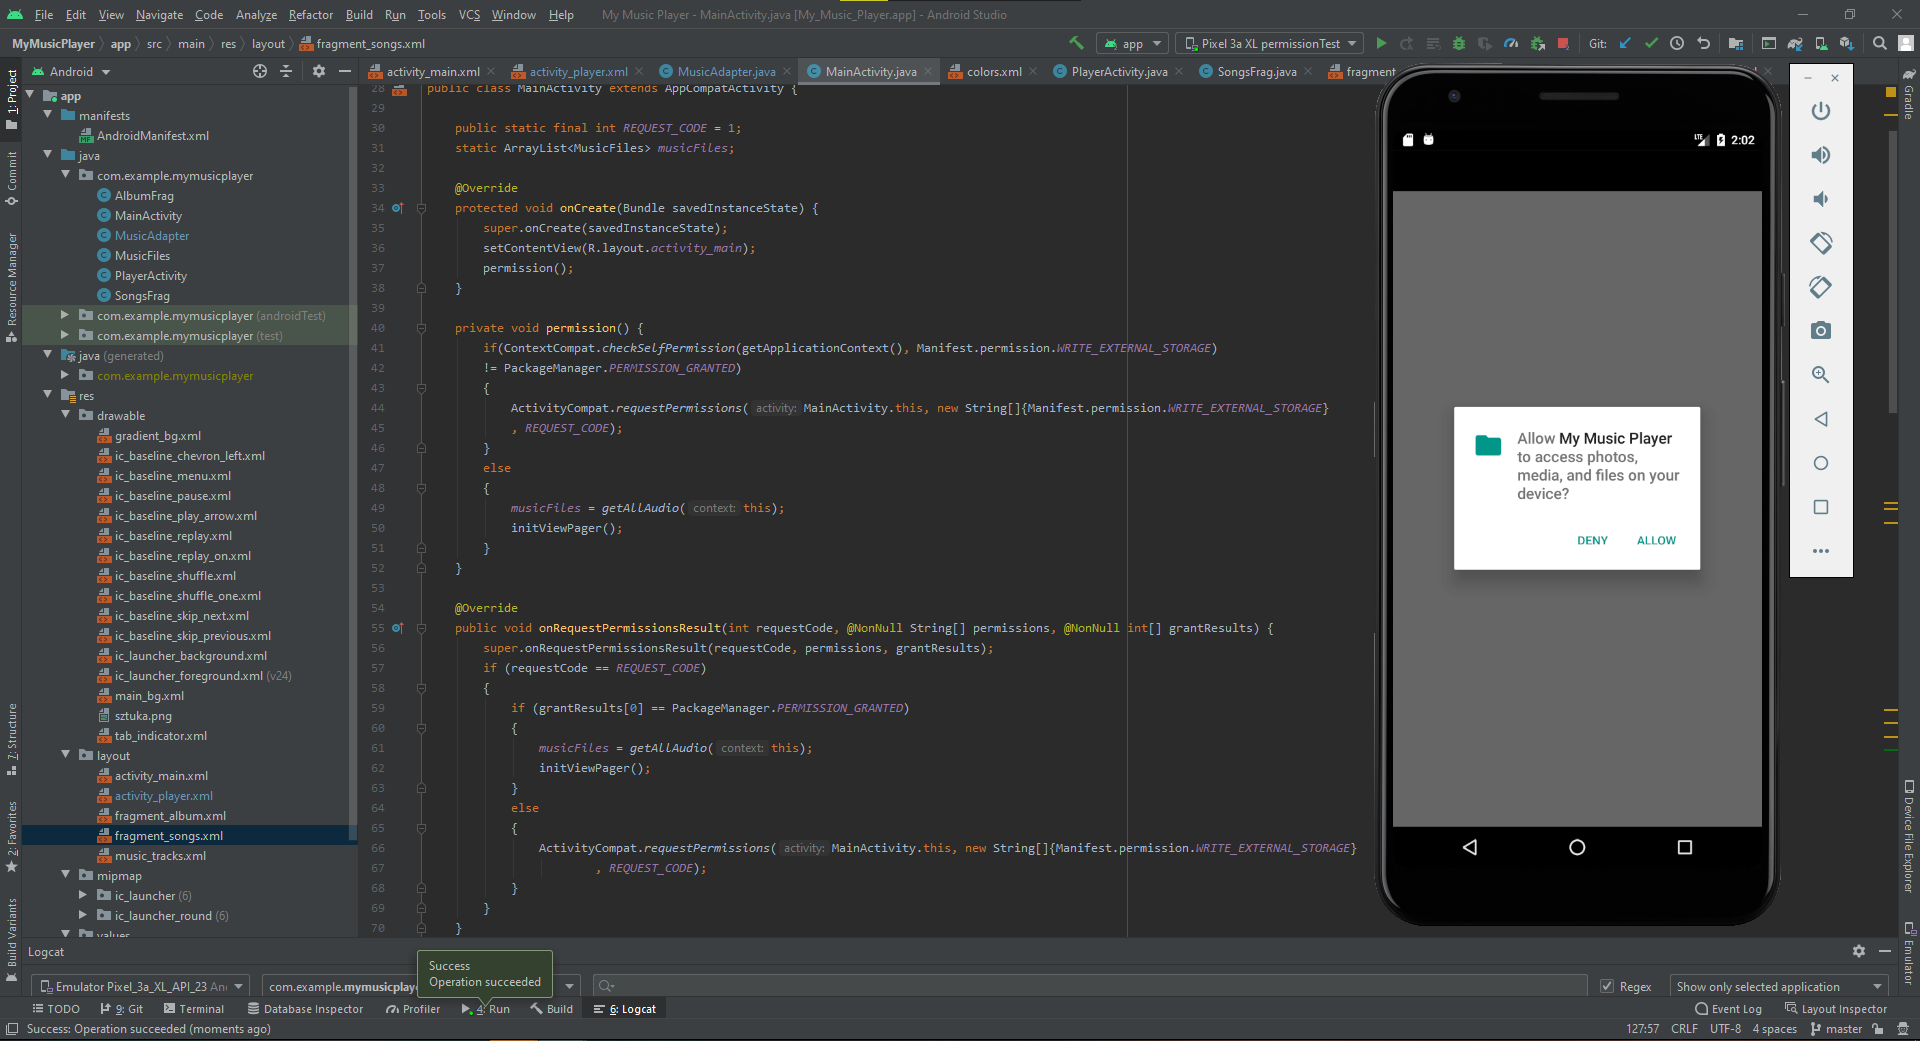 File Edit View Navigate Code Analyze Refactor Build Run Tools VCS Window Help My Music Player - MainActivity.java [My_Music_Player.app] - Android Studio
MyMusicPlayer app src main res layout fragment_songs.xml
app Pixel 3a XL permissionTest Git:
Android
activity_main.xml activity_player.xml MusicAdapter.java MainActivity.java colors.xml PlayerActivity.java SongsFrag.java fragment
1: Project
Commit
Resource Manager
7: Structure
2: Favorites
Build Variants
app
manifests
AndroidManifest.xml
java
com.example.mymusicplayer
AlbumFrag
MainActivity
MusicAdapter
MusicFiles
PlayerActivity
SongsFrag
com.example.mymusicplayer (androidTest)
com.example.mymusicplayer (test)
java (generated)
com.example.mymusicplayer
res
drawable
gradient_bg.xml
ic_baseline_chevron_left.xml
ic_baseline_menu.xml
ic_baseline_pause.xml
ic_baseline_play_arrow.xml
ic_baseline_replay.xml
ic_baseline_replay_on.xml
ic_baseline_shuffle.xml
ic_baseline_shuffle_one.xml
ic_baseline_skip_next.xml
ic_baseline_skip_previous.xml
ic_launcher_background.xml
ic_launcher_foreground.xml (v24)
main_bg.xml
sztuka.png
tab_indicator.xml
layout
activity_main.xml
activity_player.xml
fragment_album.xml
fragment_songs.xml
music_tracks.xml
mipmap
ic_launcher (6)
ic_launcher_round (6)
values
28 public class MainActivity extends AppCompatActivity {
29
30 public static final int REQUEST_CODE = 1;
31 static ArrayList<MusicFiles> musicFiles;
32
33 @Override
34 protected void onCreate(Bundle savedInstanceState) {
35 super.onCreate(savedInstanceState);
36 setContentView(R.layout.activity_main);
37 permission();
38 }
39
40 private void permission() {
41 if(ContextCompat.checkSelfPermission(getApplicationContext(), Manifest.permission.WRITE_EXTERNAL_STORAGE)
42 != PackageManager.PERMISSION_GRANTED)
43 {
44 ActivityCompat.requestPermissions( activity: MainActivity.this, new String[]{Manifest.permission.WRITE_EXTERNAL_STORAGE}
45 , REQUEST_CODE);
46 }
47 else
48 {
49 musicFiles = getAllAudio( context: this);
50 initViewPager();
51 }
52 }
53
54 @Override
55 public void onRequestPermissionsResult(int requestCode, @NonNull String[] permissions, @NonNull int[] grantResults) {
56 super.onRequestPermissionsResult(requestCode, permissions, grantResults);
57 if (requestCode == REQUEST_CODE)
58 {
59 if (grantResults[0] == PackageManager.PERMISSION_GRANTED)
60 {
61 musicFiles = getAllAudio( context: this);
62 initViewPager();
63 }
64 else
65 {
66 ActivityCompat.requestPermissions( activity: MainActivity.this, new String[]{Manifest.permission.WRITE_EXTERNAL_STORAGE}
67 , REQUEST_CODE);
68 }
69 }
70 }
LTE 2:02
Allow My Music Player
to access photos,
media, and files on your
device?
DENY ALLOW
Gradle
Device File Explorer
Emulator
Logcat
Success
Operation succeeded
Emulator Pixel_3a_XL_API_23 An com.example.mymusicplaye Regex Show only selected application
TODO 9: Git Terminal Database Inspector Profiler 4: Run Build 6: Logcat Event Log Layout Inspector
Success: Operation succeeded (moments ago) 127:57 CRLF UTF-8 4 spaces master